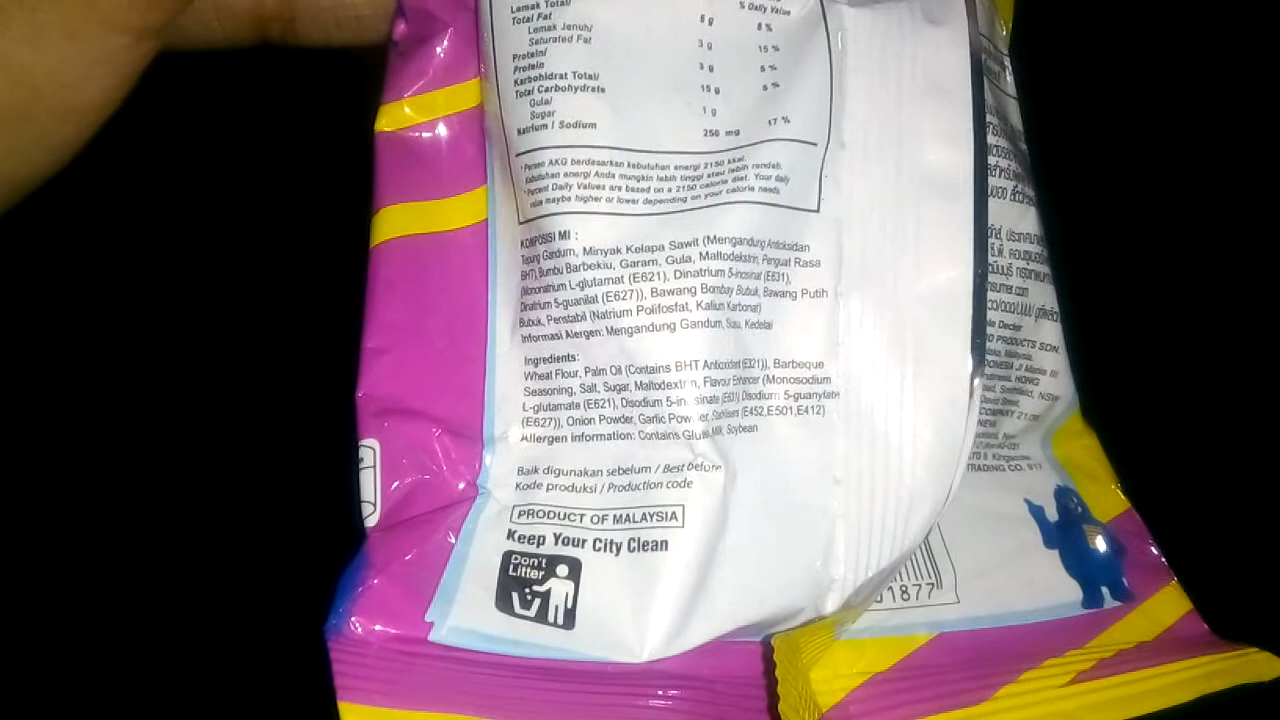 % Daily Value
Lemak Total/
Total Fat
6 g
8 %
Lemak Jenuh/
Saturated Fat
3 g
15 %
Protein/
Protein
3 g
5 %
Karbohidrat Total/
Total Carbohydrate
15 g
5 %
Gula/
Sugar
1 g
Natrium / Sodium
250 mg
17 %
*Persen AKG berdasarkan kebutuhan energi 2150 kkal.
Kebutuhan energi Anda mungkin lebih tinggi atau lebih rendah.
*Percent Daily Values are based on a 2150 calorie diet. Your daily
value maybe higher or lower depending on your calorie needs.
KOMPOSISI MI :
Tepung Gandum, Minyak Kelapa Sawit (Mengandung Antioksidan
BHT), Bumbu Barbekiu, Garam, Gula, Maltodekstrin, Penguat Rasa
(Mononatrium L-glutamat (E621), Dinatrium 5-inosinat (E631),
Dinatrium 5-guanilat (E627)), Bawang Bombay Bubuk, Bawang Putih
Bubuk, Penstabil (Natrium Polifosfat, Kalium Karbonat)
Informasi Alergen: Mengandung Gandum, Susu, Kedelai
Ingredients:
Wheat Flour, Palm Oil (Contains BHT Antioxidant (E321)), Barbeque
Seasoning, Salt, Sugar, Maltodextrin, Flavour Enhancer (Monosodium
L-glutamate (E621), Disodium 5-inosinate (E631) Disodium 5-guanylate
(E627)), Onion Powder, Garlic Powder, Stabilisers (E452,E501,E412)
Allergen information: Contains Milk, Soybean
Baik digunakan sebelum / Best before
Kode produksi / Production code
PRODUCT OF MALAYSIA
Keep Your City Clean
Don't
Litter
Decker
PRODUCTS SDN.
Malaysia.
HONG
NSW
COMPANY
TRADING CO.
1877